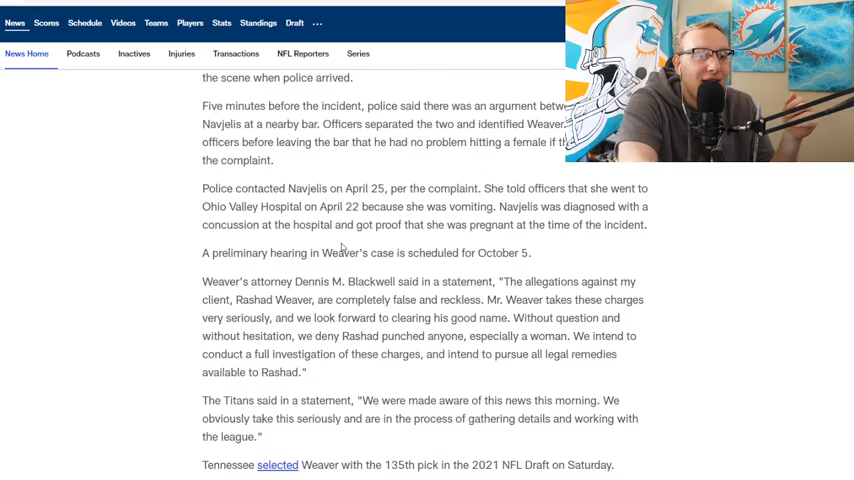 News Scores Schedule Videos Teams Players Stats Standings Draft ...
News Home Podcasts Inactives Injuries Transactions NFL Reporters Series
the scene when police arrived.
Five minutes before the incident, police said there was an argument
Navjelis at a nearby bar. Officers separated the two and identified Weaver.
officers before leaving the bar that he had no problem hitting a female if
the complaint.
Police contacted Navjelis on April 25, per the complaint. She told officers that she went to
Ohio Valley Hospital on April 22 because she was vomiting. Navjelis was diagnosed with a
concussion at the hospital and got proof that she was pregnant at the time of the incident.
A preliminary hearing in Weaver's case is scheduled for October 5.
Weaver's attorney Dennis M. Blackwell said in a statement, "The allegations against my
client, Rashad Weaver, are completely false and reckless. Mr. Weaver takes these charges
very seriously, and we look forward to clearing his good name. Without question and
without hesitation, we deny Rashad punched anyone, especially a woman. We intend to
conduct a full investigation of these charges, and intend to pursue all legal remedies
available to Rashad."
The Titans said in a statement, "We were made aware of this news this morning. We
obviously take this seriously and are in the process of gathering details and working with
the league."
Tennessee selected Weaver with the 135th pick in the 2021 NFL Draft on Saturday.